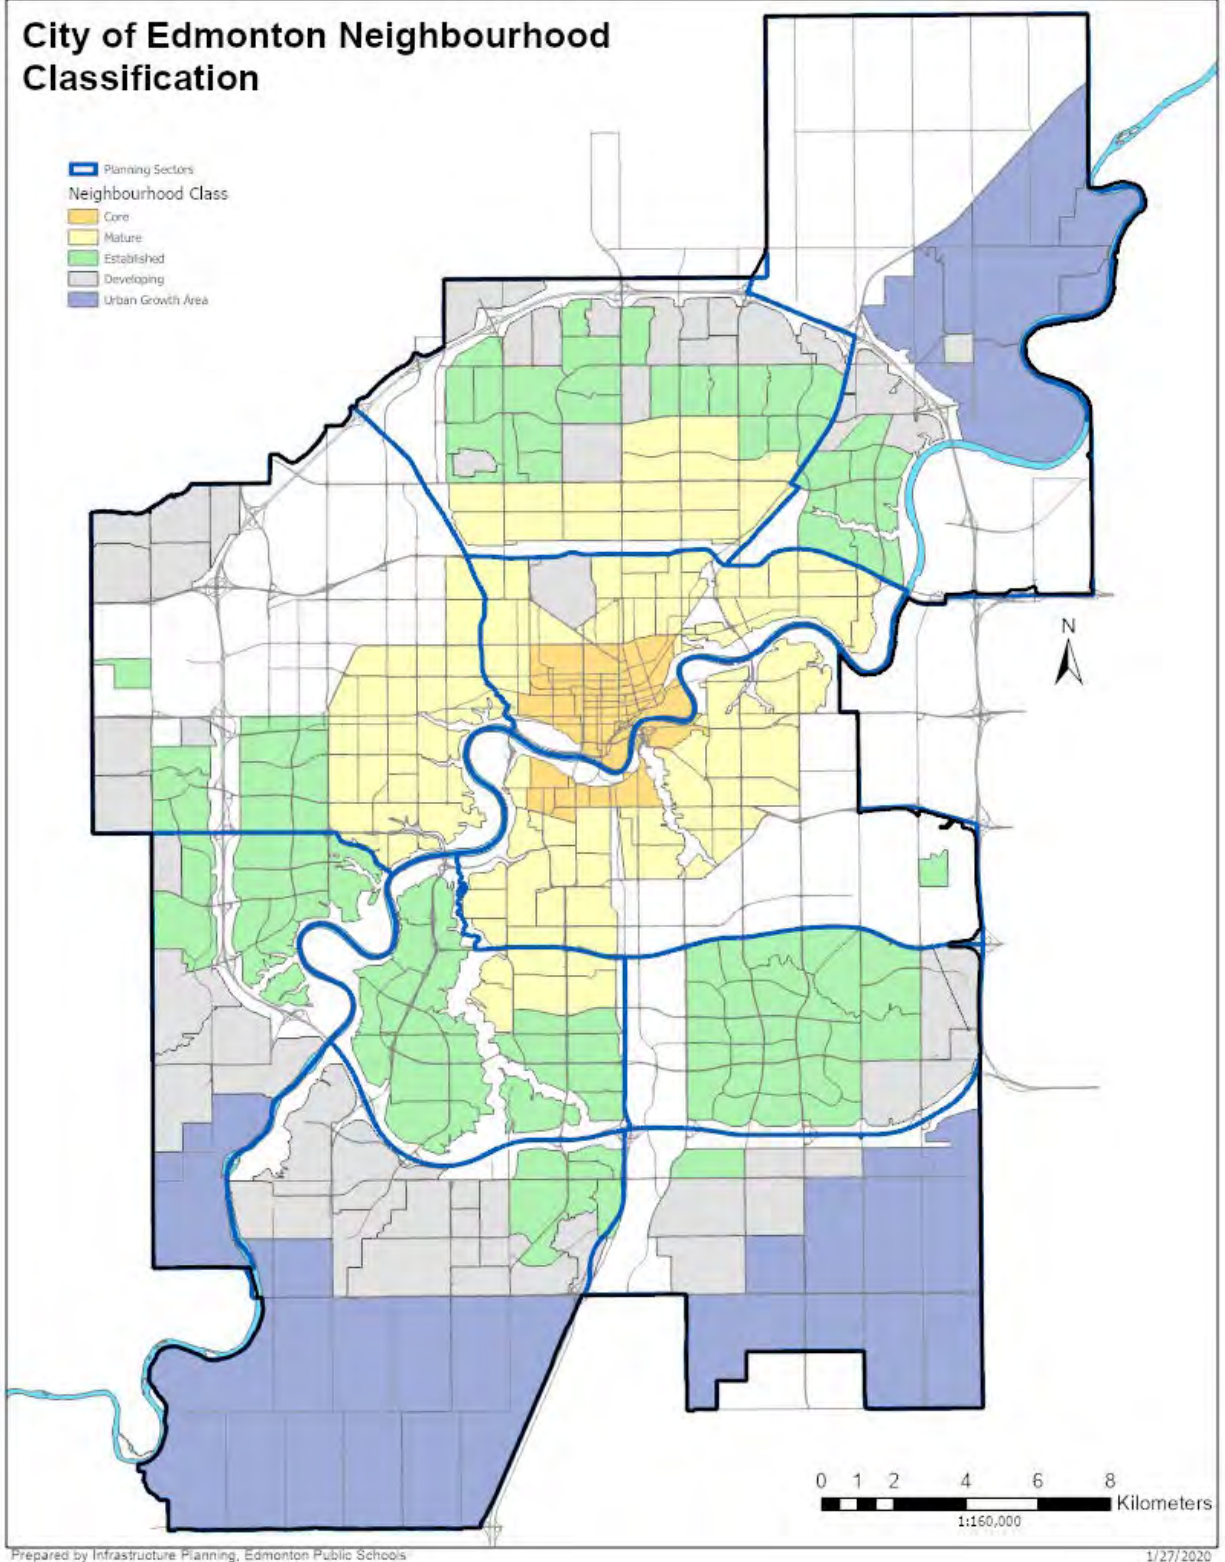 City of Edmonton Neighbourhood
Classification
Planning Sectors
Neighbourhood Class
Core
Mature
Established
Developing
Urban Growth Area
N
0 1 2 4 6 8
Kilometers
1:160,000
Prepared by Infrastructure Planning, Edmonton Public Schools
1/27/2020